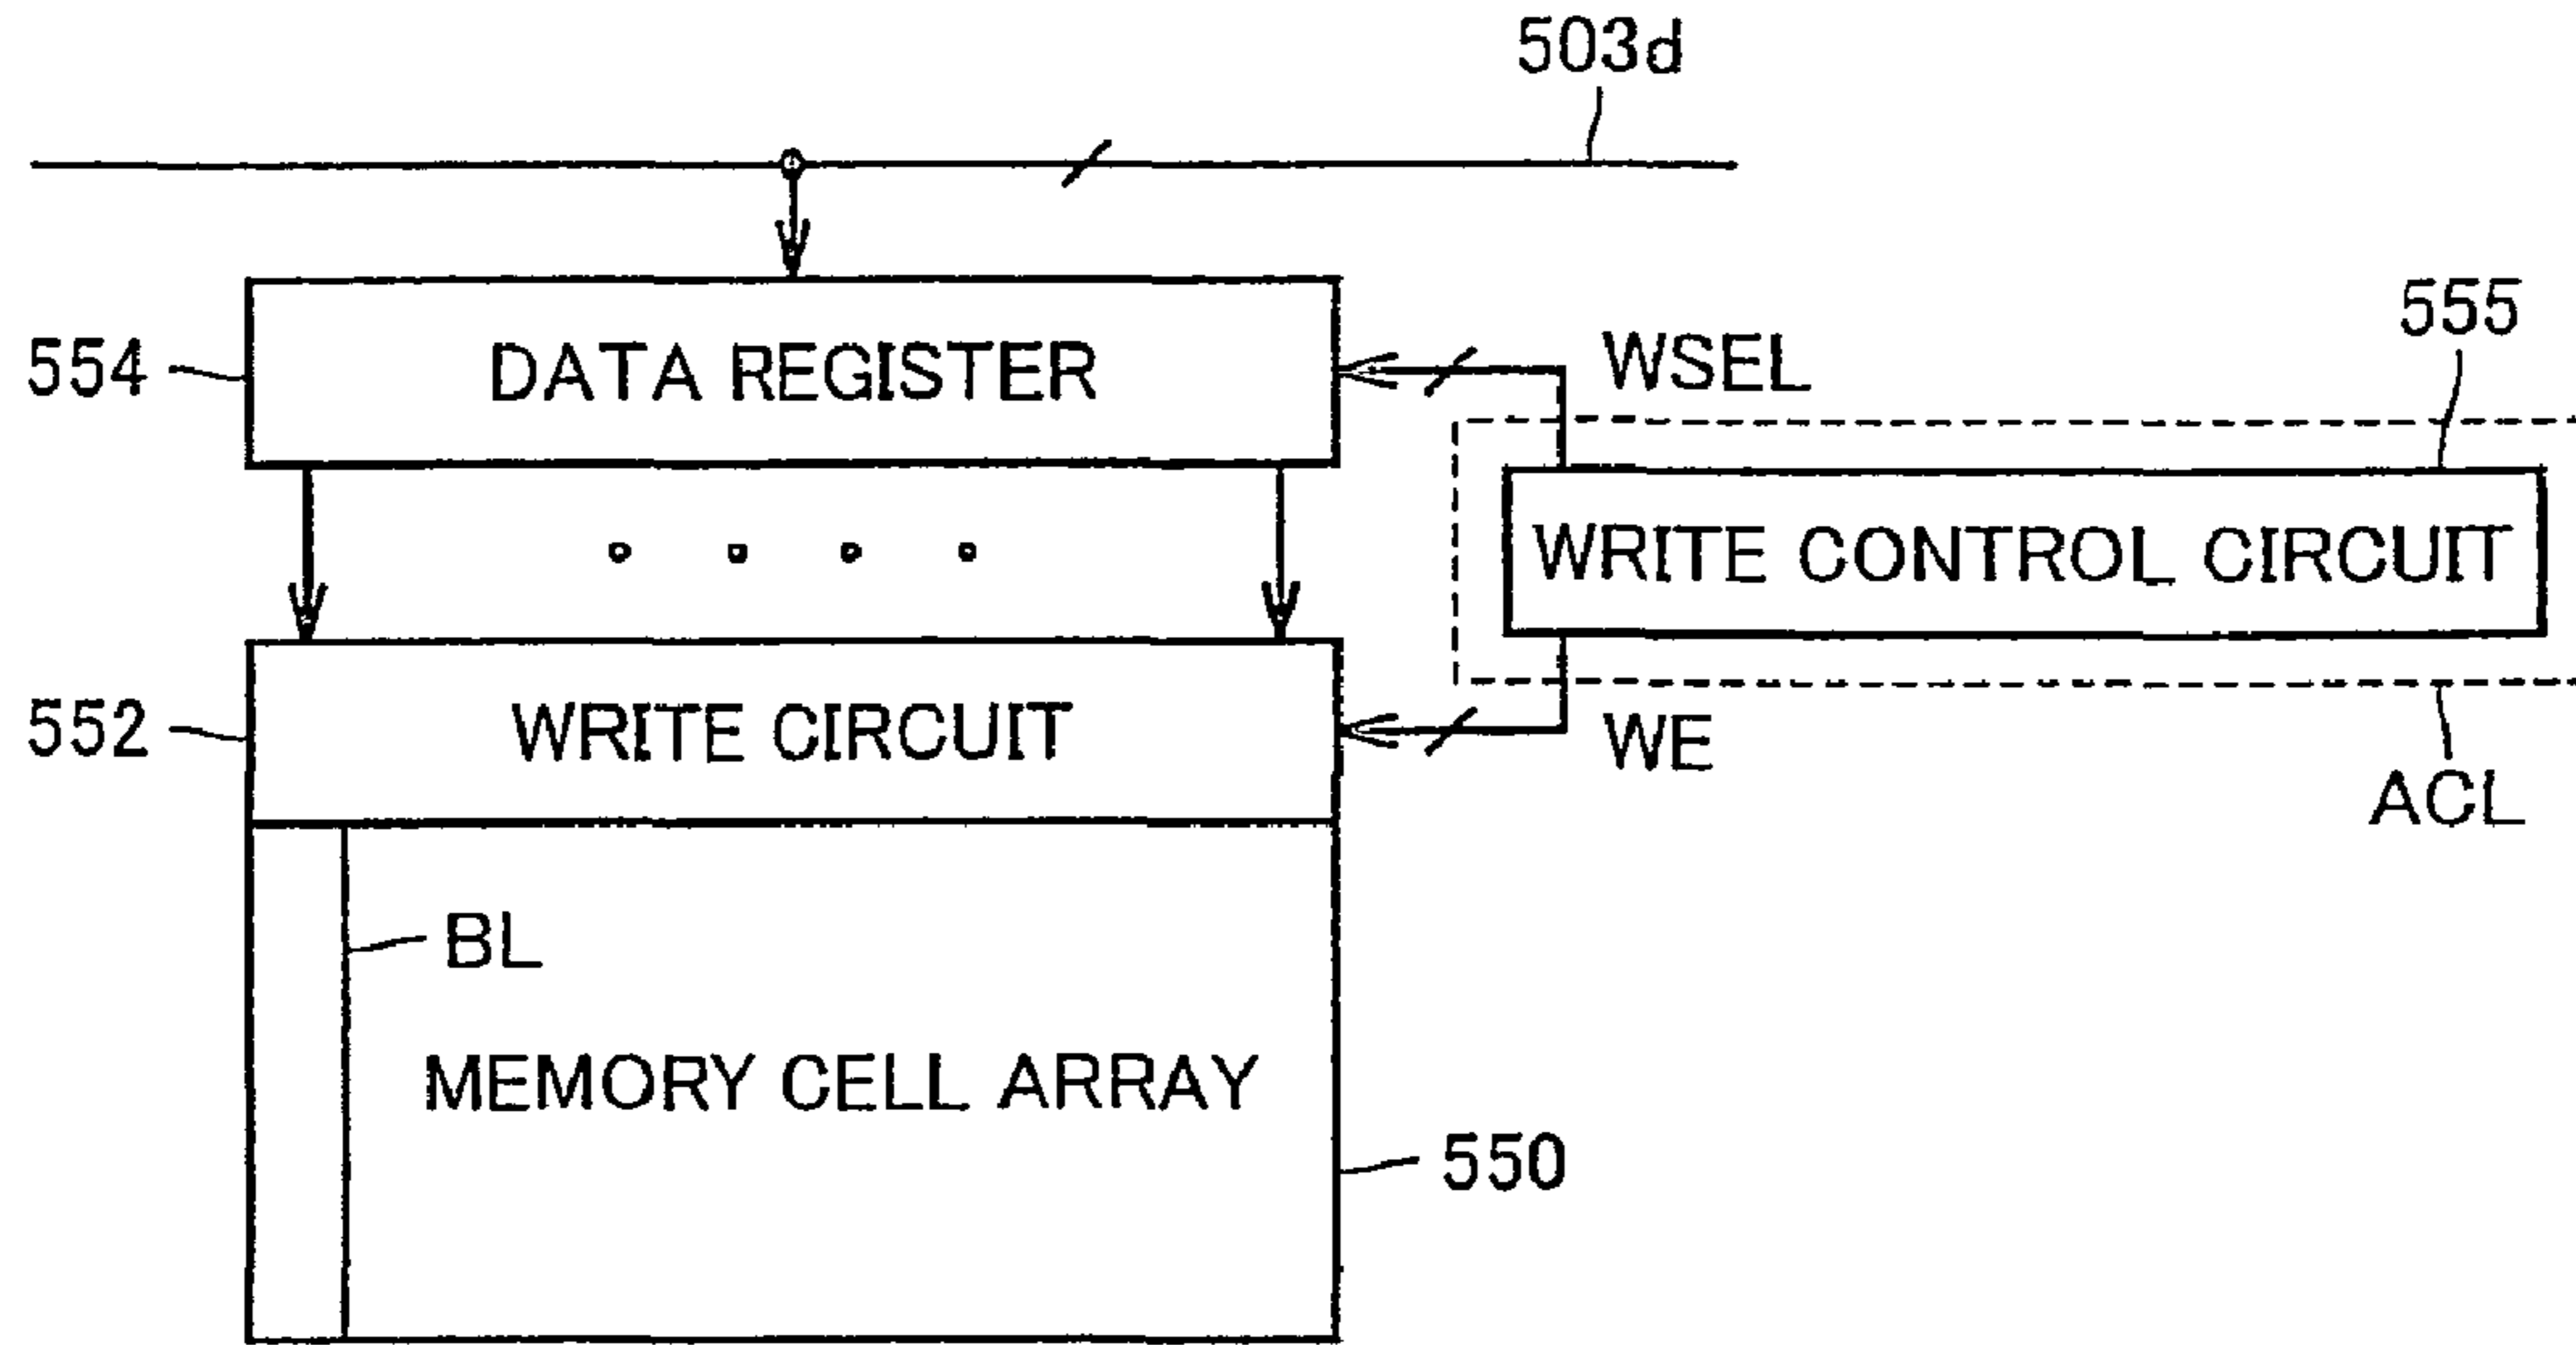 503d
555
554
DATA REGISTER
WSEL
WRITE CONTROL CIRCUIT
552
WRITE CIRCUIT
WE
ACL
BL
MEMORY CELL ARRAY
550